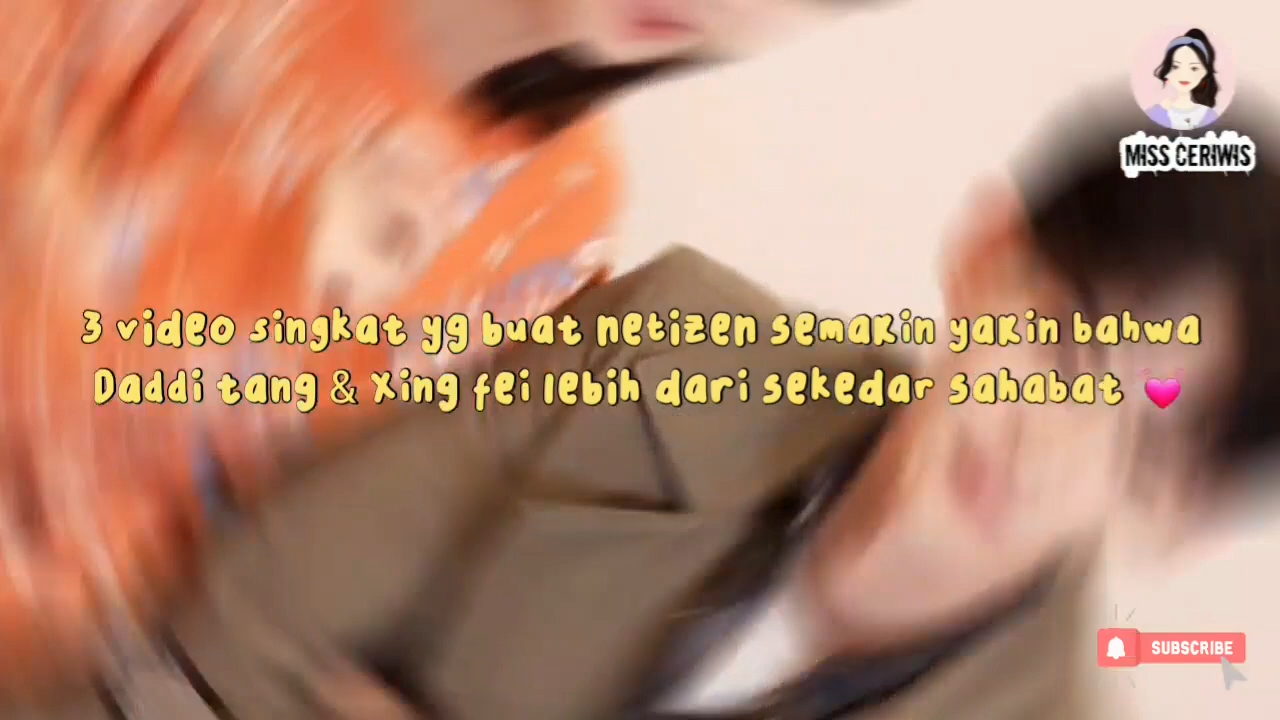 MISS CERIWIS
3 video singkat yg buat netizen semakin yakin bahwa
Daddi tang & Xing fei lebih dari sekedar sahabat 💓
SUBSCRIBE